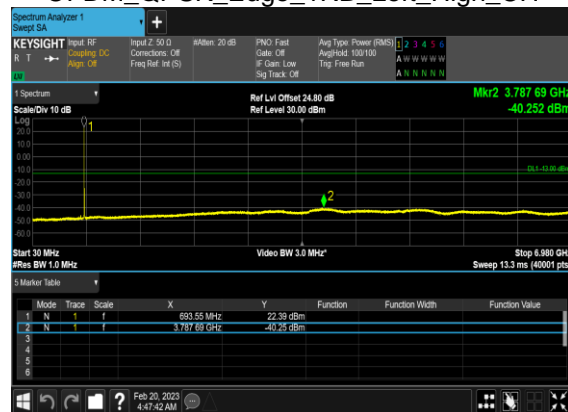 Spectrum Analyzer 1
Swept SA
+
KEYSIGHT Input: RF Input Z: 50 Ω #Atten: 20 dB PNO: Fast Avg Type: Power (RMS) 1 2 3 4 5 6
R T Coupling: DC Corrections: Off Gate: Off Avg|Hold: 100/100 A W W W W W
Align: Off Freq Ref: Int (S) IF Gain: Low Trig: Free Run
Sig Track: Off A N N N N N
1 Spectrum Ref Lvl Offset 24.80 dB Mkr2 3.787 69 GHz
Scale/Div 10 dB Ref Level 30.00 dBm -40.252 dBm
Log
20.0
10.0
0.00
-10.0
-20.0
-30.0
-40.0
-50.0
-60.0
1
2
DL1 -13.00 dBm
Start 30 MHz Video BW 3.0 MHz* Stop 6.980 GHz
#Res BW 1.0 MHz Sweep 13.3 ms (40001 pts)
5 Marker Table
Mode Trace Scale X Y Function Function Width Function Value
1 N 1 f 693.55 MHz 22.39 dBm
2 N 1 f 3.787 69 GHz -40.25 dBm
3
4
5
6
? Feb 20, 2023
4:47:42 AM